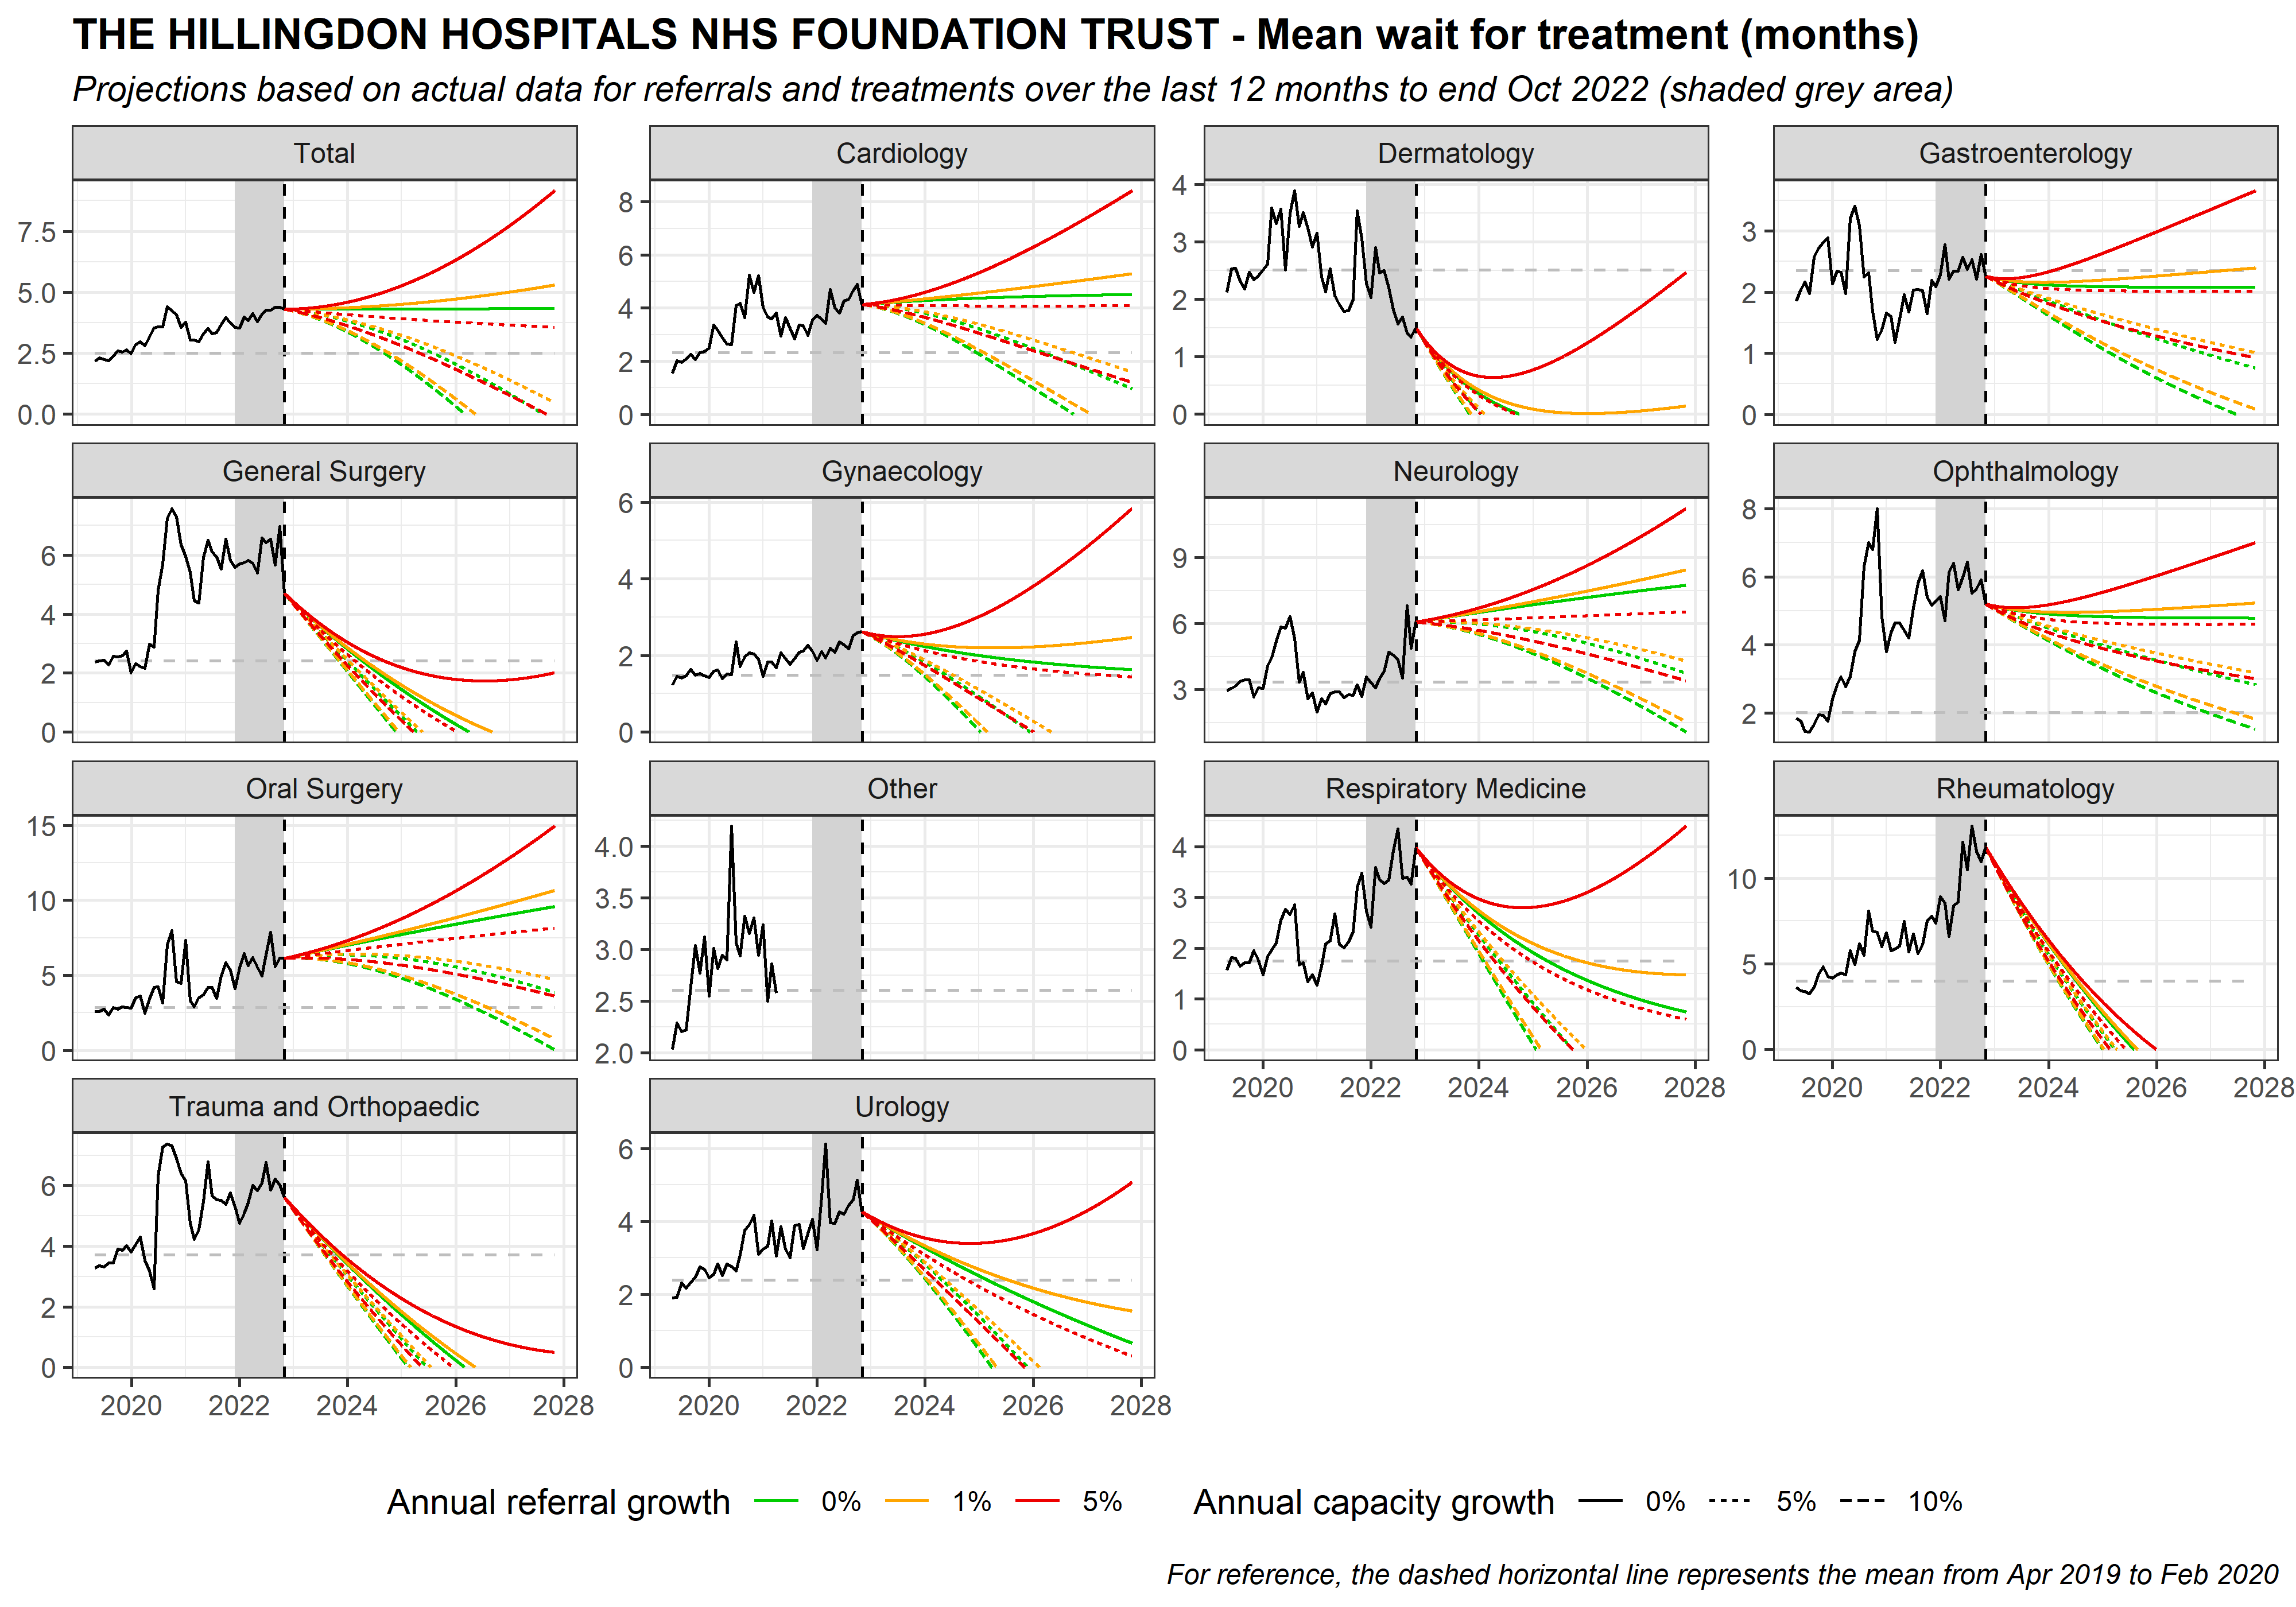 THE HILLINGDON HOSPITALS NHS FOUNDATION TRUST - Mean wait for treatment (months)
Projections based on actual data for referrals and treatments over the last 12 months to end Oct 2022 (shaded grey area)
Total
Cardiology
Dermatology
Gastroenterology
7.5
5.0
2.5
0.0
8
6
4
2
0
4
3
2
1
0
3
2
1
0
General Surgery
Gynaecology
Neurology
Ophthalmology
6
4
2
0
6
4
2
0
9
6
3
8
6
4
2
Oral Surgery
Other
Respiratory Medicine
Rheumatology
15
10
5
0
4.0
3.5
3.0
2.5
2.0
4
3
2
1
0
10
5
0
2020 2022 2024 2026 2028
2020 2022 2024 2026 2028
Trauma and Orthopaedic
Urology
6
4
2
0
6
4
2
0
2020 2022 2024 2026 2028
2020 2022 2024 2026 2028
Annual referral growth 0% 1% 5%
Annual capacity growth 0% 5% 10%
For reference, the dashed horizontal line represents the mean from Apr 2019 to Feb 2020